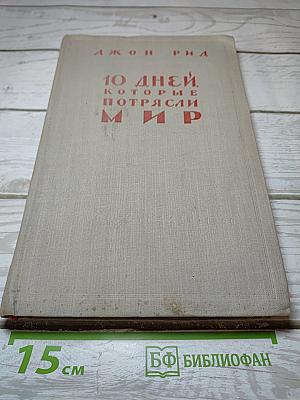 ДЖОН РИД
10 ДНЕЙ,
КОТОРЫЕ
ПОТРЯСЛИ
МИР
15 см
БФ БИБЛИОФАН